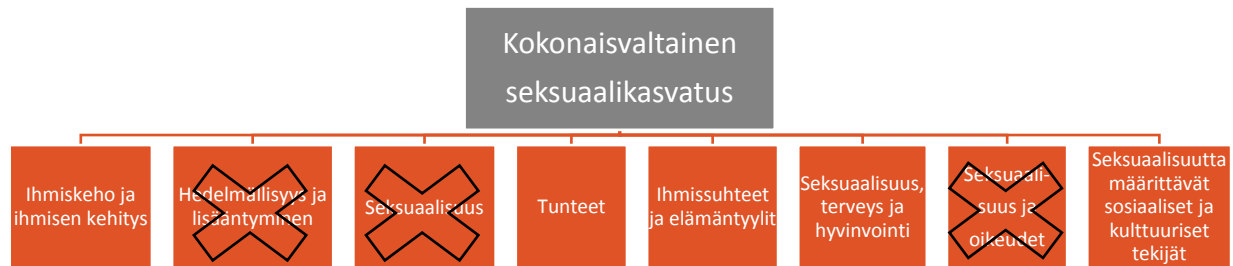 Kokonaisvaltainen
seksuaalikasvatus
Ihmiskeho ja
ihmisen kehitys
Hedelmällisyys ja
lisääntyminen
Seksuaalisuus
Tunteet
Ihmissuhteet
ja elämäntyylit
Seksuaalisuus,
terveys ja
hyvinvointi
Seksuaali-
suus ja
oikeudet
Seksuaalisuutta
määrittävät
sosiaaliset ja
kulttuuriset
tekijät